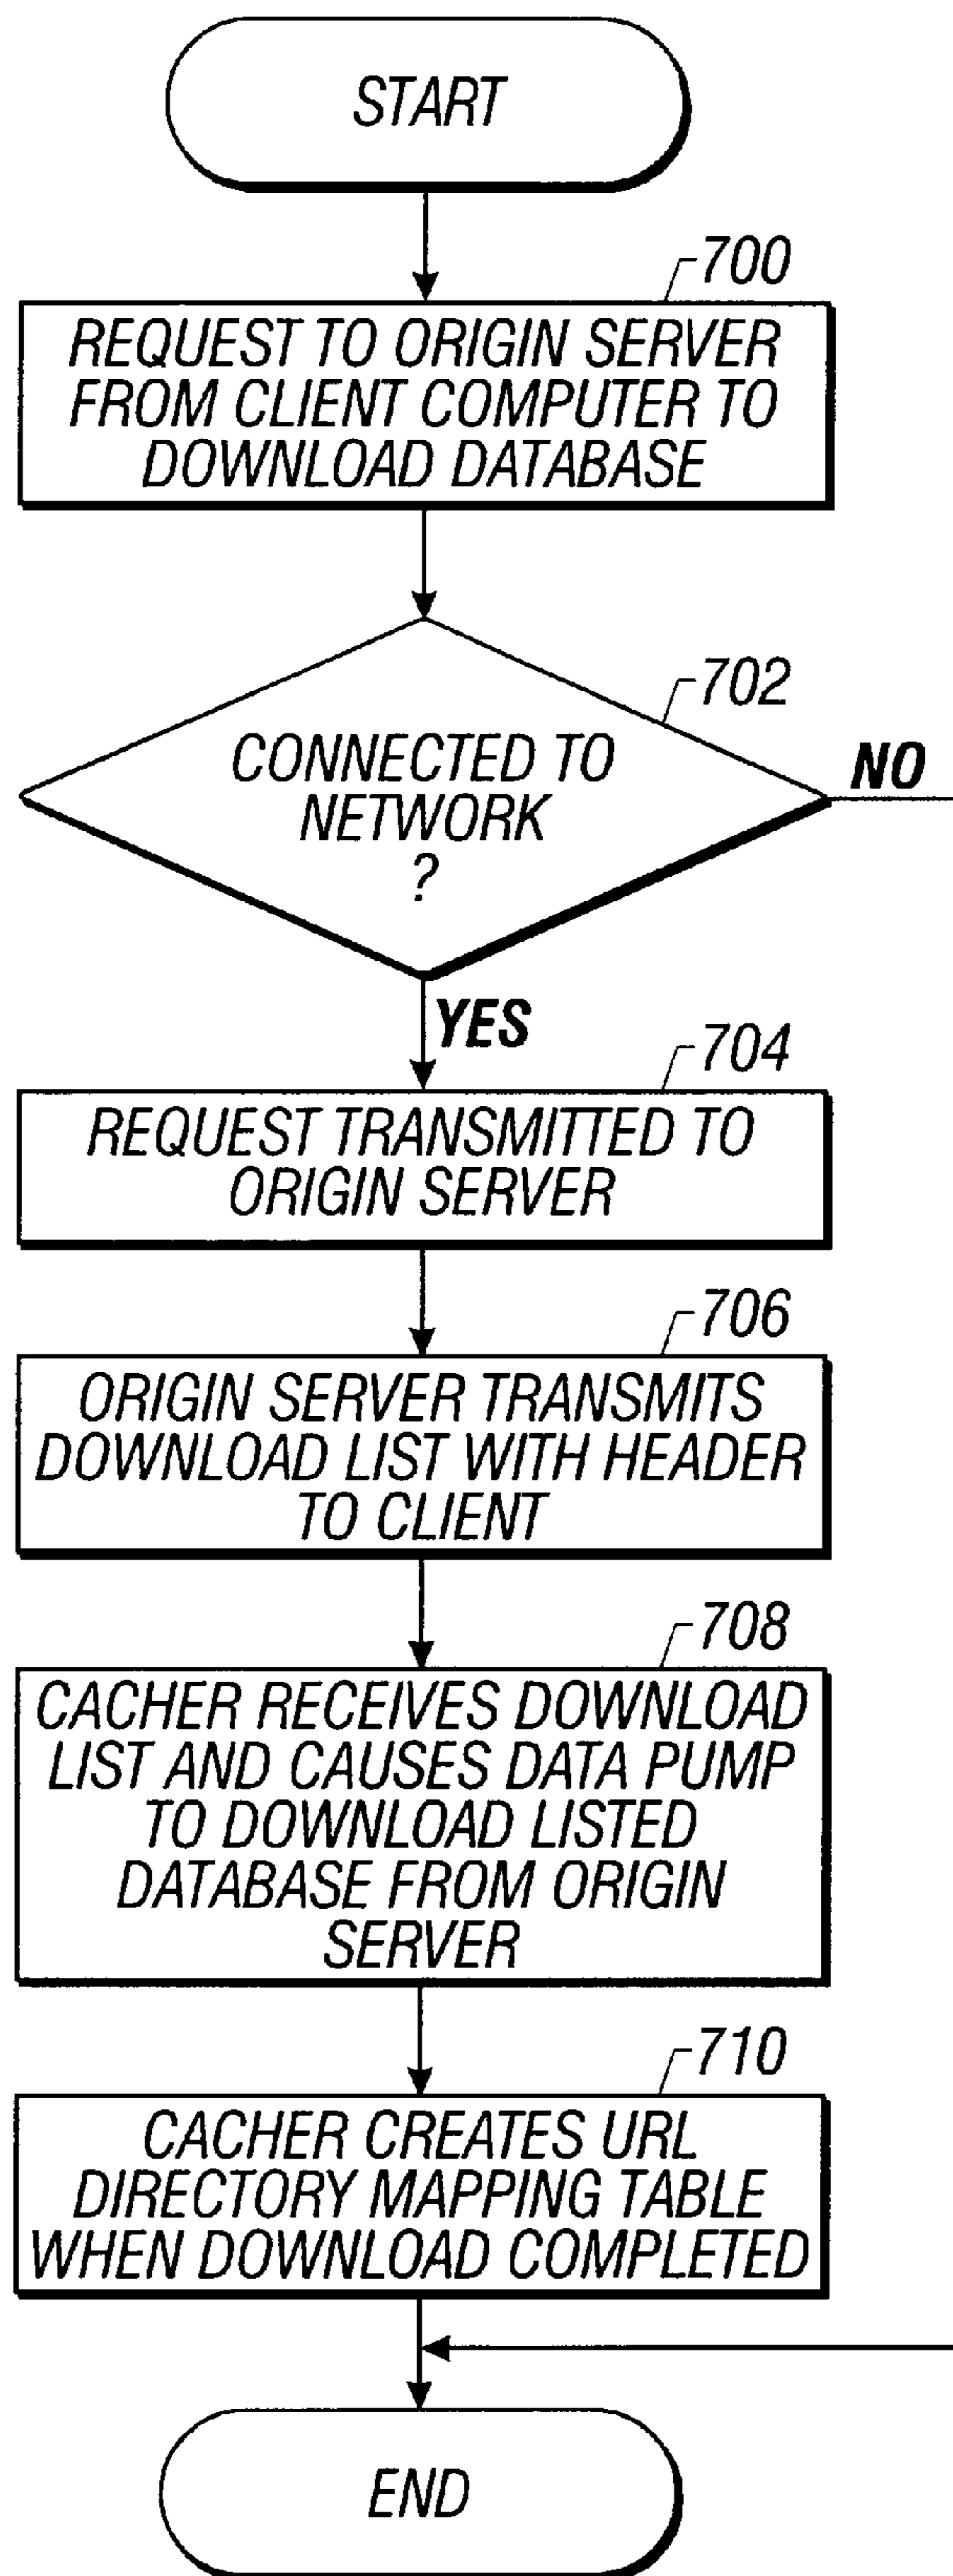 START
700
REQUEST TO ORIGIN SERVER
FROM CLIENT COMPUTER TO
DOWNLOAD DATABASE
702
CONNECTED TO
NETWORK
?
NO
YES
704
REQUEST TRANSMITTED TO
ORIGIN SERVER
706
ORIGIN SERVER TRANSMITS
DOWNLOAD LIST WITH HEADER
TO CLIENT
708
CACHER RECEIVES DOWNLOAD
LIST AND CAUSES DATA PUMP
TO DOWNLOAD LISTED
DATABASE FROM ORIGIN
SERVER
710
CACHER CREATES URL
DIRECTORY MAPPING TABLE
WHEN DOWNLOAD COMPLETED
END